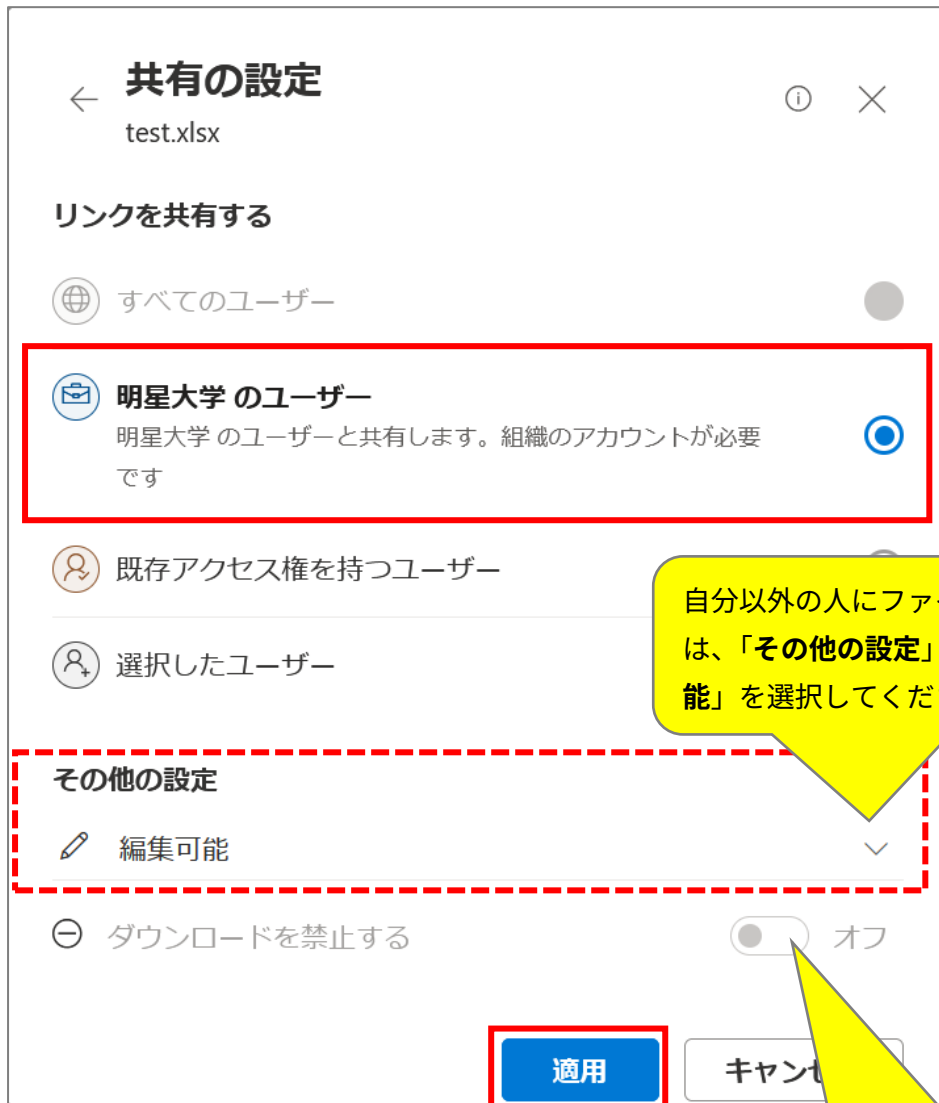 共有の設定
test.xlsx
リンクを共有する
すべてのユーザー
明星大学 のユーザー
明星大学 のユーザーと共有します。組織のアカウントが必要
です
既存アクセス権を持つユーザー
自分以外の人にファ
は、「その他の設定」
選択したユーザー
能」を選択してくだ
その他の設定
編集可能
ダウンロードを禁止する
オフ
適用
キャン